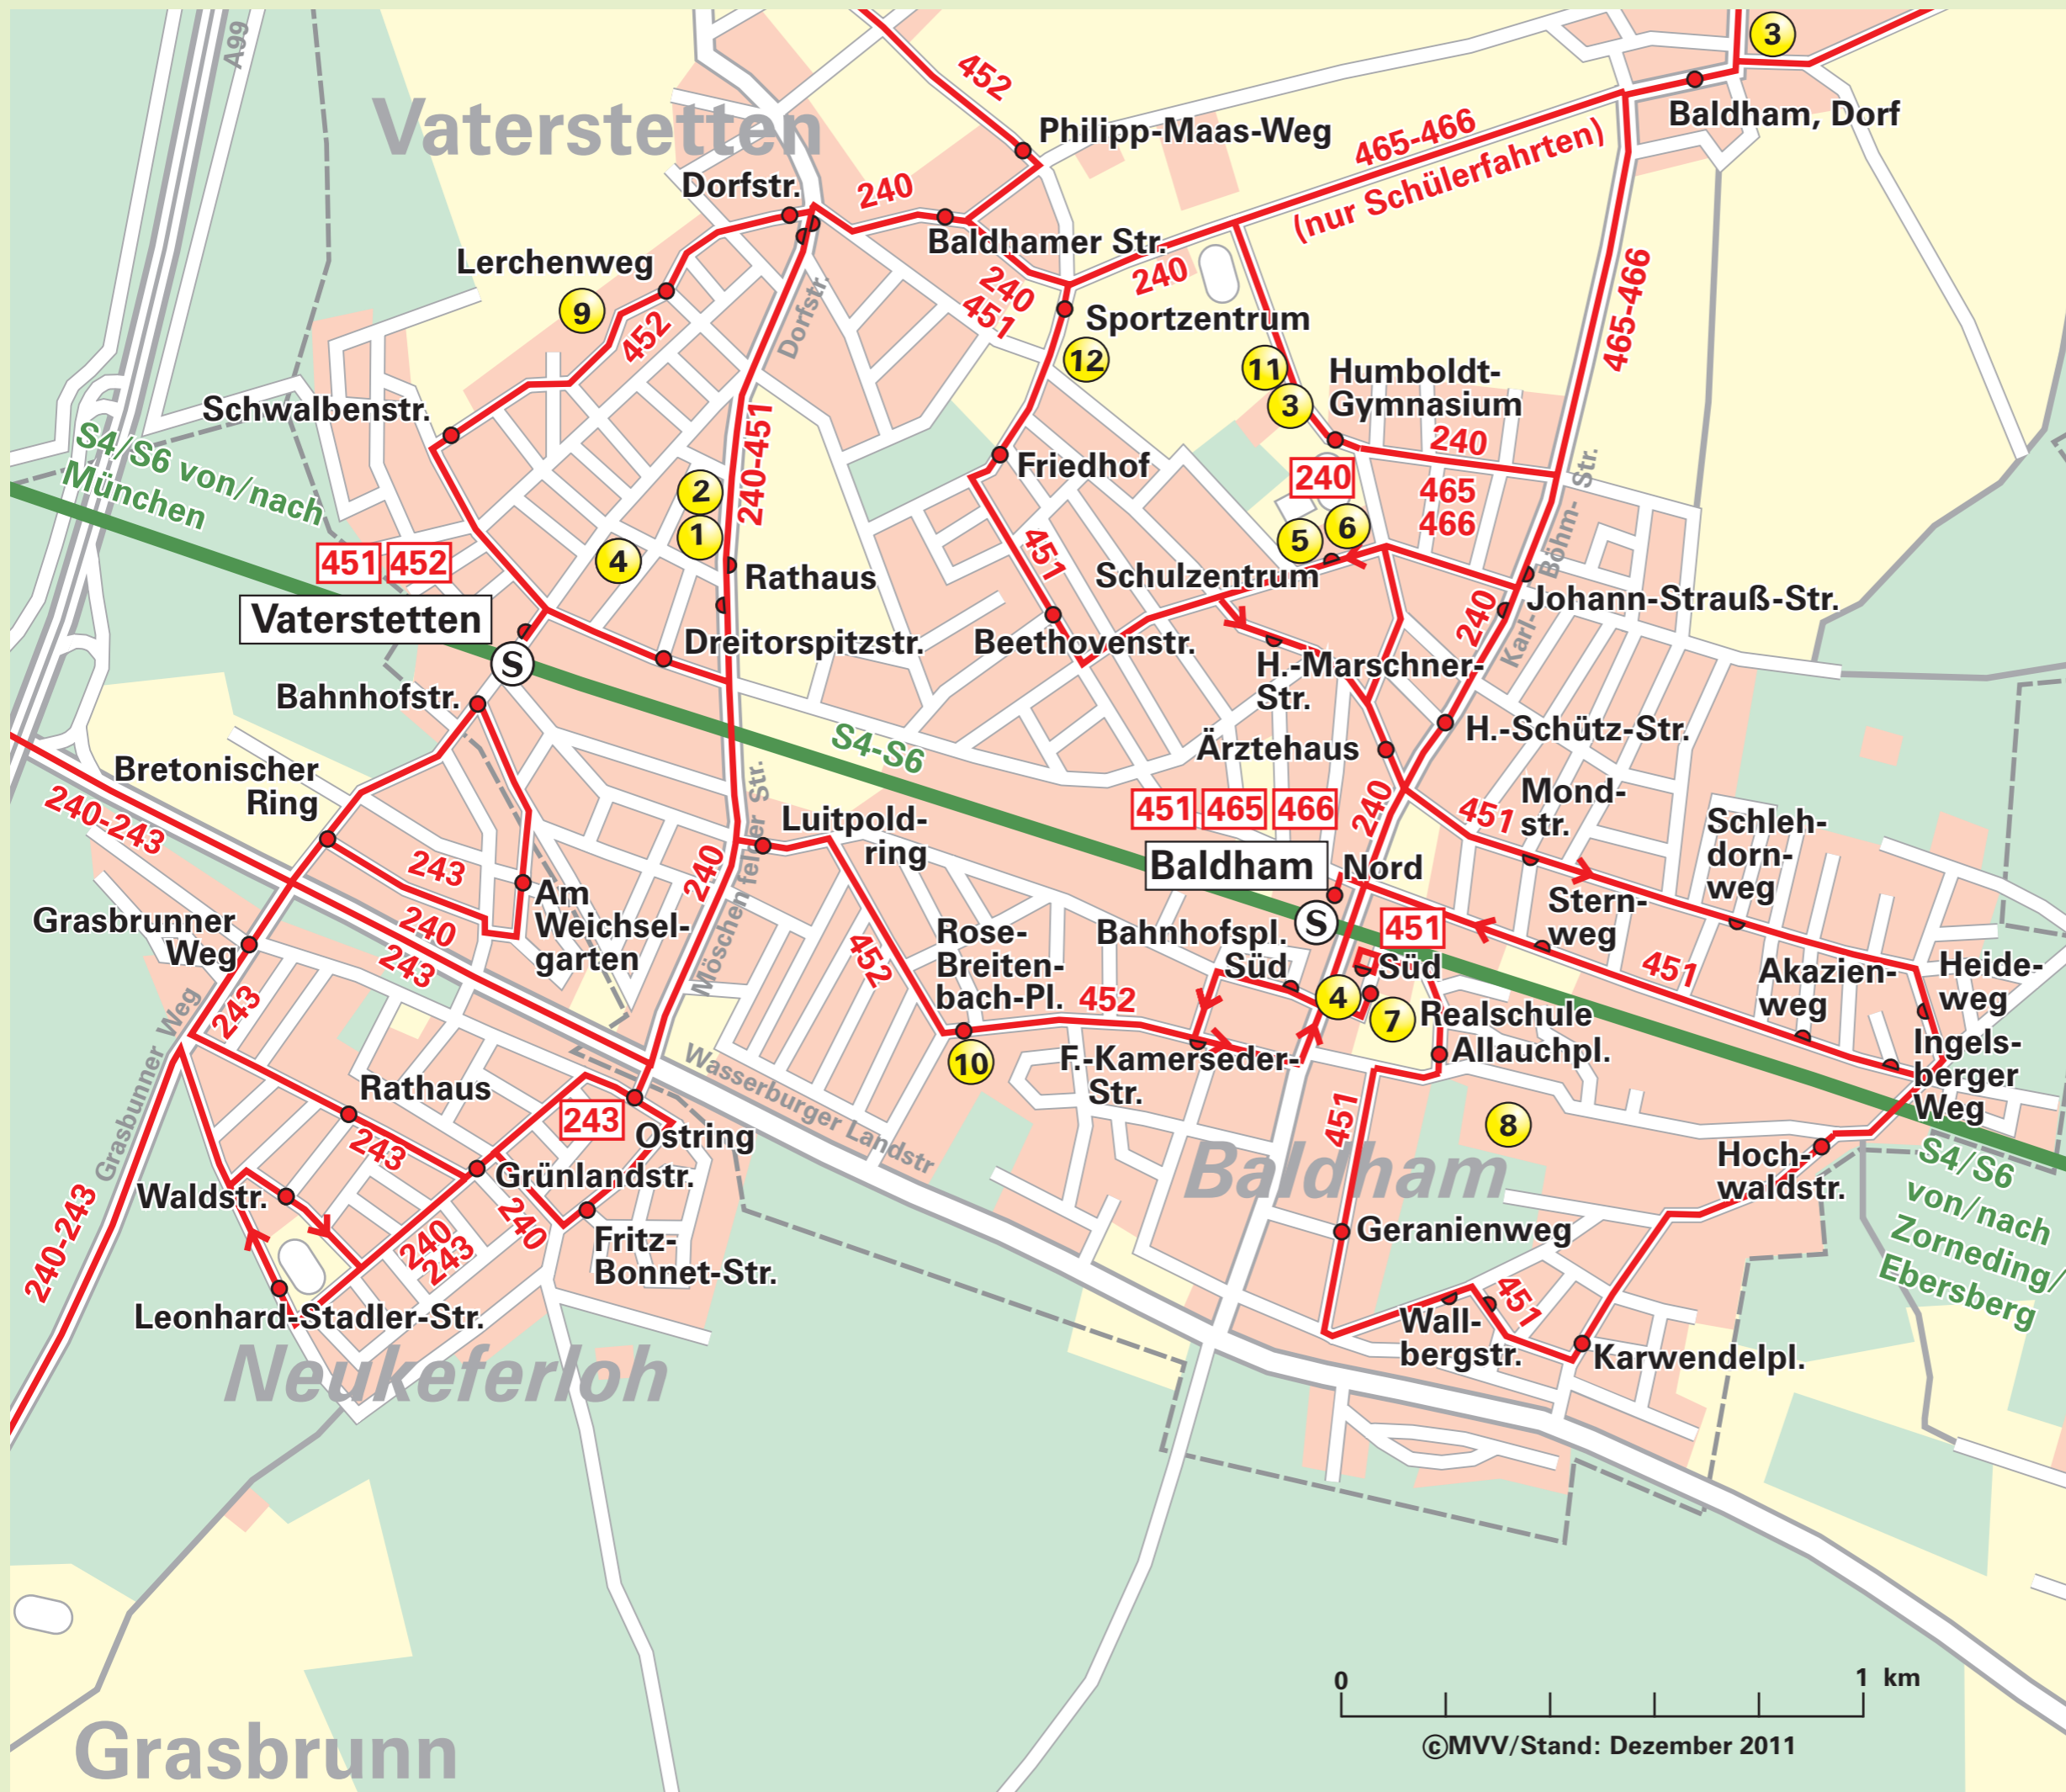 A99
3
452
Vaterstetten
Philipp-Maas-Weg
465-466
Baldham, Dorf
(nur Schülerfahrten)
Dorfstr.
240
Baldhamer Str.
Lerchenweg
240
451
240
9
452
Dorfstr.
Sportzentrum
465-466
12
11
3
Humboldt-
Gymnasium
Schwalbenstr.
240-451
240
S4/S6 von/nach
München
Friedhof
240
465
466
2
1
4
451
5
6
Karl- Böhm- Str.
451
452
Rathaus
Schulzentrum
Johann-Strauß-Str.
240
Vaterstetten
S
Dreitorspitzstr.
Beethovenstr.
H.-Marschner-
Str.
Bahnhofstr.
H.-Schütz-Str.
S4-S6
Ärztehaus
Bretonischer
Ring
240-243
Luitpold-
ring
451
465
466
240
451
Mond-
str.
Schleh-
dorn-
weg
243
240
Möschenfelder Str.
Baldham
Nord
Am
Weichsel-
garten
Stern-
weg
Grasbrunner
Weg
240
243
452
Rose-
Breiten-
bach-Pl.
Bahnhofspl.
Süd
S
451
Süd
451
Akazien-
weg
Heide-
weg
243
452
4
7
Realschule
Grasbunner Weg
Wasserburger Landstr
10
F.-Kamerseder-
Str.
Allauchpl.
Ingels-
berger
Weg
Rathaus
243
Ostring
451
8
243
Grünlandstr.
Baldham
Hoch-
waldstr.
S4/S6
von/nach
Zorneding/
Ebersberg
Waldstr.
240-243
240
243
240
Fritz-
Bonnet-Str.
Geranienweg
Leonhard-Stadler-Str.
451
Wall-
bergstr.
Karwendelpl.
Neukeferloh
0 1 km
Grasbrunn
©MVV/Stand: Dezember 2011